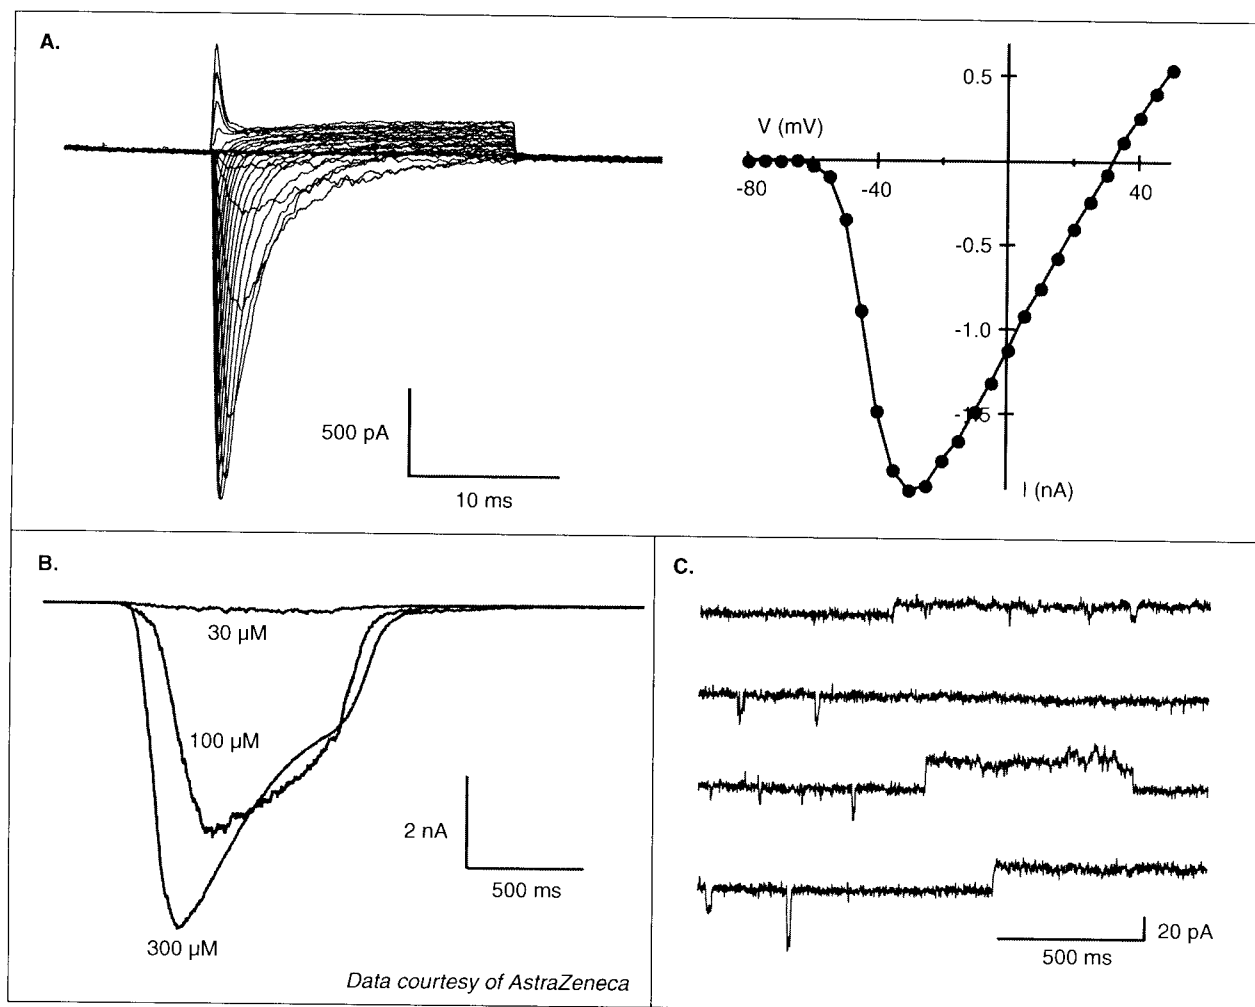 A.
500 pA
10 ms
V (mV)
-80
-40
40
0.5
-0.5
-1.0
I (nA)
B.
30 µM
100 µM
300 µM
2 nA
500 ms
Data courtesy of AstraZeneca
C.
20 pA
500 ms